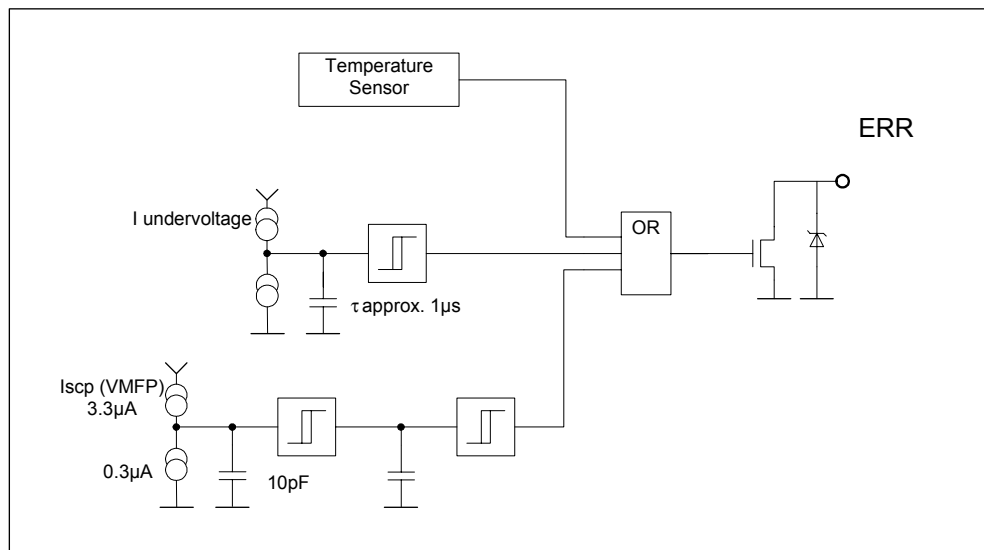 Temperature
Sensor
ERR
I undervoltage
OR
τ approx. 1µs
Iscp (VMFP)
3.3µA
0.3µA
10pF